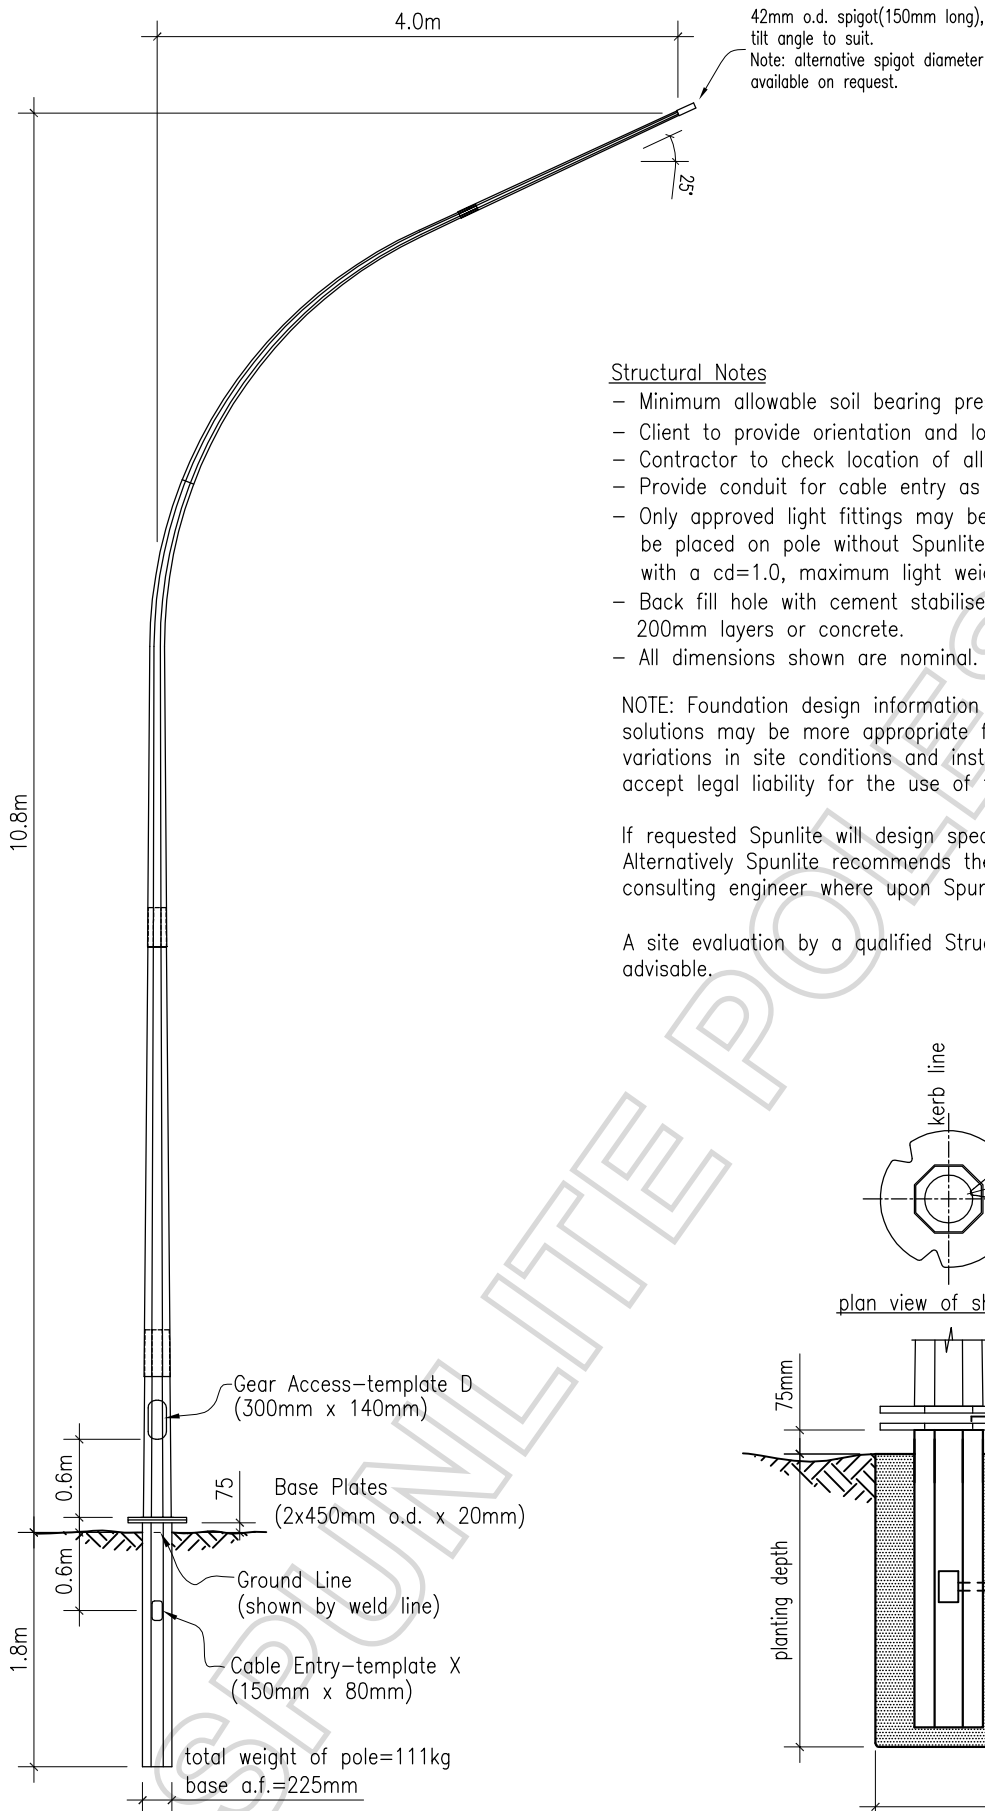 4.0m
42mm o.d. spigot(150mm long),
tilt angle to suit.
Note: alternative spigot diameter
available on request.
25°
Structural Notes
– Minimum allowable soil bearing pre
– Client to provide orientation and lo
– Contractor to check location of all
– Provide conduit for cable entry as
– Only approved light fittings may be
be placed on pole without Spunlite
with a cd=1.0, maximum light wei
– Back fill hole with cement stabilise
200mm layers or concrete.
– All dimensions shown are nominal.
NOTE: Foundation design information
solutions may be more appropriate f
variations in site conditions and inst
accept legal liability for the use of t
If requested Spunlite will design spec
Alternatively Spunlite recommends the
consulting engineer where upon Spun
A site evaluation by a qualified Struc
advisable.
10.8m
kerb line
plan view of sh
75mm
planting depth
Gear Access–template D
(300mm x 140mm)
0.6m
75
Base Plates
(2x450mm o.d. x 20mm)
0.6m
Ground Line
(shown by weld line)
1.8m
Cable Entry–template X
(150mm x 80mm)
total weight of pole=111kg
base a.f.=225mm
SPUNLITE POLES